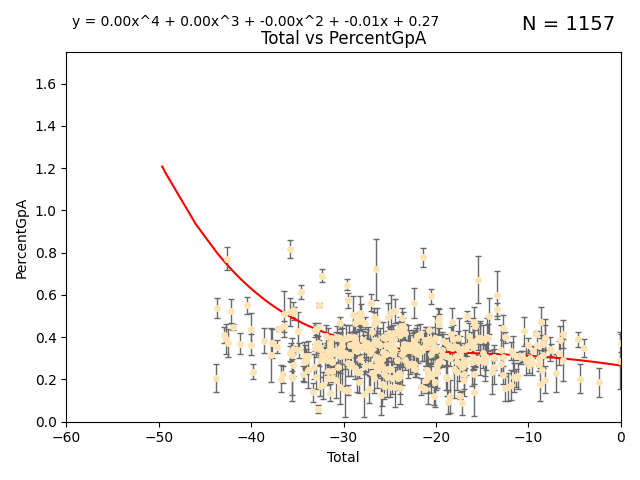 y = 0.00x^4 + 0.00x^3 + -0.00x^2 + -0.01x + 0.27
N = 1157
Total vs PercentGpA
PercentGpA
1.6
1.4
1.2
1.0
0.8
0.6
0.4
0.2
0.0
−60 −50 −40 −30 −20 −10 0
Total